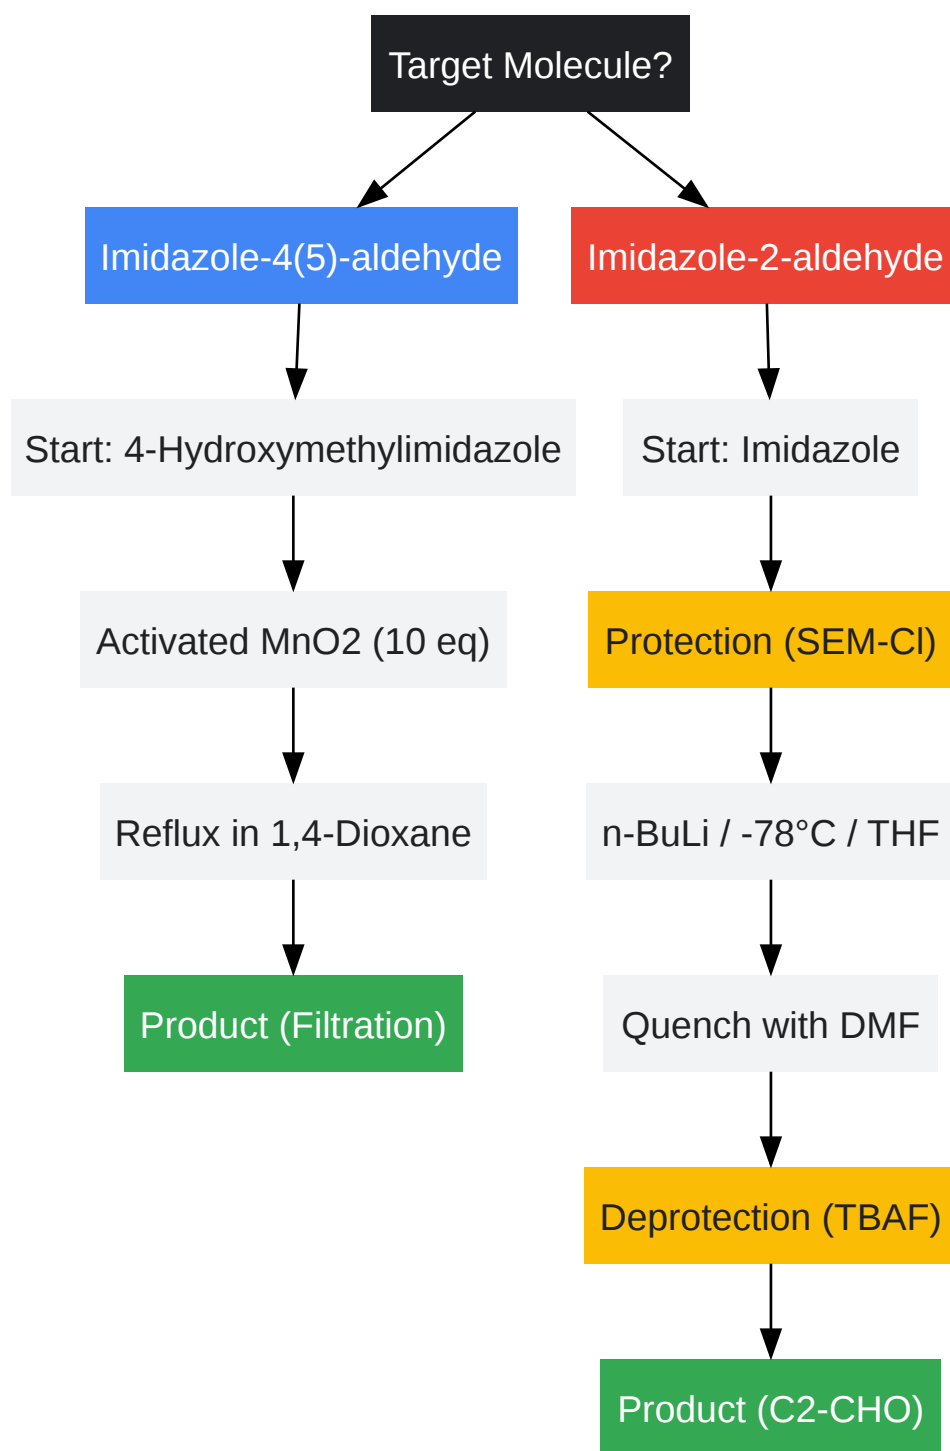 Target Molecule?
Imidazole-4(5)-aldehyde
Imidazole-2-aldehyde
Start: 4-Hydroxymethylimidazole
Start: Imidazole
Activated MnO2 (10 eq)
Protection (SEM-Cl)
Reflux in 1,4-Dioxane
n-BuLi / -78°C / THF
Product (Filtration)
Quench with DMF
Deprotection (TBAF)
Product (C2-CHO)